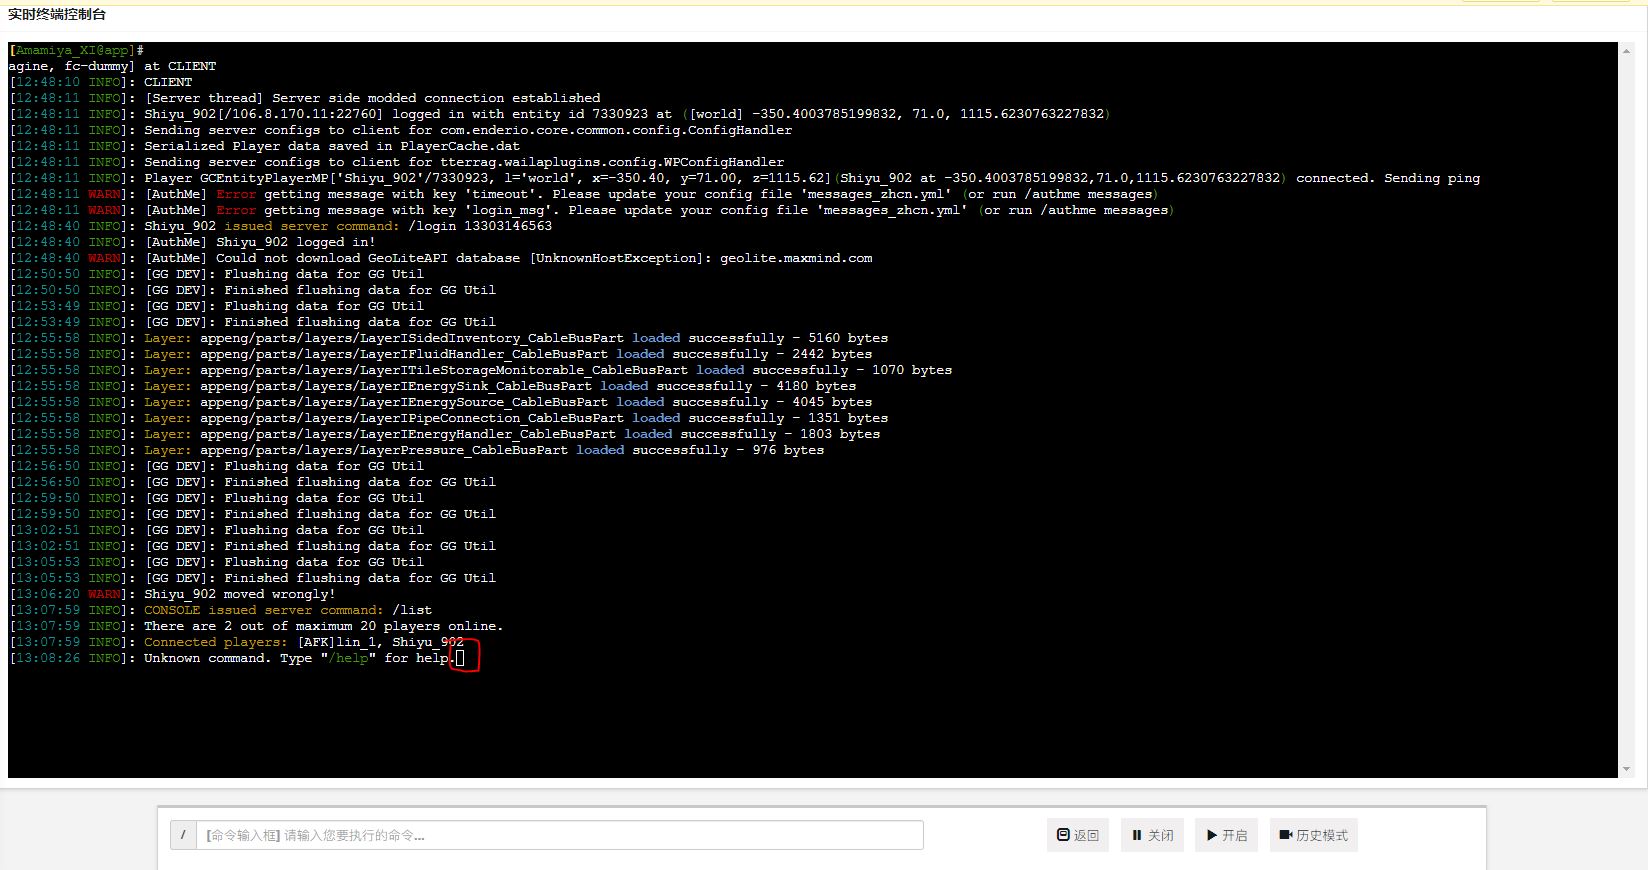 实时终端控制台
[Amamiya_XI@app]#
agine, fc-dummy] at CLIENT
[12:48:10 INFO]: CLIENT
[12:48:11 INFO]: [Server thread] Server side modded connection established
[12:48:11 INFO]: Shiyu_902[/106.8.170.11:22760] logged in with entity id 7330923 at ([world] -350.4003785199832, 71.0, 1115.6230763227832)
[12:48:11 INFO]: Sending server configs to client for com.enderio.core.common.config.ConfigHandler
[12:48:11 INFO]: Serialized Player data saved in PlayerCache.dat
[12:48:11 INFO]: Sending server configs to client for tterrag.wailaplugins.config.WPConfigHandler
[12:48:11 INFO]: Player GCEntityPlayerMP['Shiyu_902'/7330923, l='world', x=-350.40, y=71.00, z=1115.62](Shiyu_902 at -350.4003785199832,71.0,1115.6230763227832) connected. Sending ping
[12:48:11 WARN]: [AuthMe] Error getting message with key 'timeout'. Please update your config file 'messages_zhcn.yml' (or run /authme messages)
[12:48:11 WARN]: [AuthMe] Error getting message with key 'login_msg'. Please update your config file 'messages_zhcn.yml' (or run /authme messages)
[12:48:40 INFO]: Shiyu_902 issued server command: /login 13303146563
[12:48:40 INFO]: [AuthMe] Shiyu_902 logged in!
[12:48:40 WARN]: [AuthMe] Could not download GeoLiteAPI database [UnknownHostException]: geolite.maxmind.com
[12:50:50 INFO]: [GG DEV]: Flushing data for GG Util
[12:50:50 INFO]: [GG DEV]: Finished flushing data for GG Util
[12:53:49 INFO]: [GG DEV]: Flushing data for GG Util
[12:53:49 INFO]: [GG DEV]: Finished flushing data for GG Util
[12:55:58 INFO]: Layer: appeng/parts/layers/LayerISidedInventory_CableBusPart loaded successfully - 5160 bytes
[12:55:58 INFO]: Layer: appeng/parts/layers/LayerIFluidHandler_CableBusPart loaded successfully - 2442 bytes
[12:55:58 INFO]: Layer: appeng/parts/layers/LayerITileStorageMonitorable_CableBusPart loaded successfully - 1070 bytes
[12:55:58 INFO]: Layer: appeng/parts/layers/LayerIEnergySink_CableBusPart loaded successfully - 4180 bytes
[12:55:58 INFO]: Layer: appeng/parts/layers/LayerIEnergySource_CableBusPart loaded successfully - 4045 bytes
[12:55:58 INFO]: Layer: appeng/parts/layers/LayerIPipeConnection_CableBusPart loaded successfully - 1351 bytes
[12:55:58 INFO]: Layer: appeng/parts/layers/LayerIEnergyHandler_CableBusPart loaded successfully - 1803 bytes
[12:55:58 INFO]: Layer: appeng/parts/layers/LayerPressure_CableBusPart loaded successfully - 976 bytes
[12:56:50 INFO]: [GG DEV]: Flushing data for GG Util
[12:56:50 INFO]: [GG DEV]: Finished flushing data for GG Util
[12:59:50 INFO]: [GG DEV]: Flushing data for GG Util
[12:59:50 INFO]: [GG DEV]: Finished flushing data for GG Util
[13:02:51 INFO]: [GG DEV]: Flushing data for GG Util
[13:02:51 INFO]: [GG DEV]: Finished flushing data for GG Util
[13:05:53 INFO]: [GG DEV]: Flushing data for GG Util
[13:05:53 INFO]: [GG DEV]: Finished flushing data for GG Util
[13:06:20 WARN]: Shiyu_902 moved wrongly!
[13:07:59 INFO]: CONSOLE issued server command: /list
[13:07:59 INFO]: There are 2 out of maximum 20 players online.
[13:07:59 INFO]: Connected players: [AFK]lin_1, Shiyu_902
[13:08:26 INFO]: Unknown command. Type "/help" for help.
/ [命令输入框] 请输入您要执行的命令... 返回 关闭 开启 历史模式